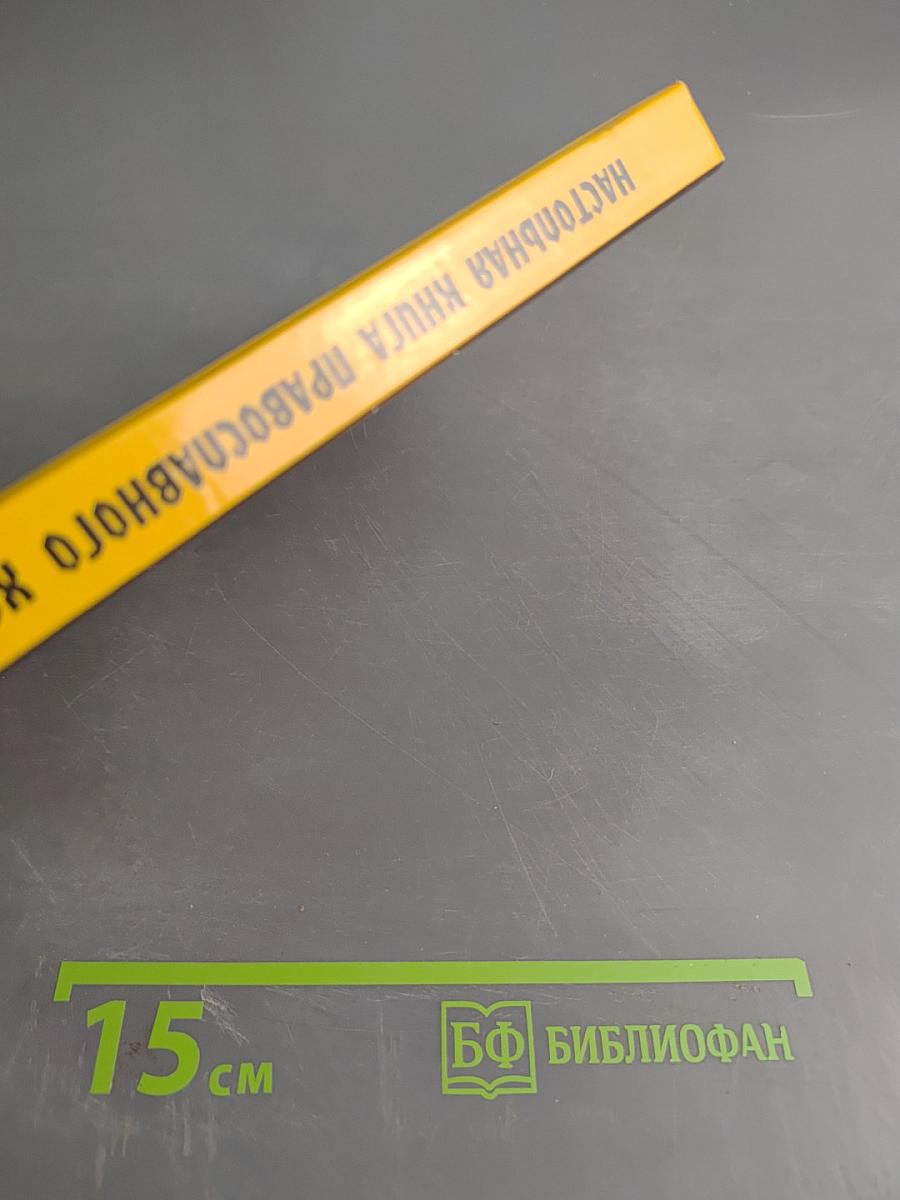 НАСТОЛЬНАЯ КНИГА ПРАВОСЛАВНОГО
15 см
БФ БИБЛИОФАН